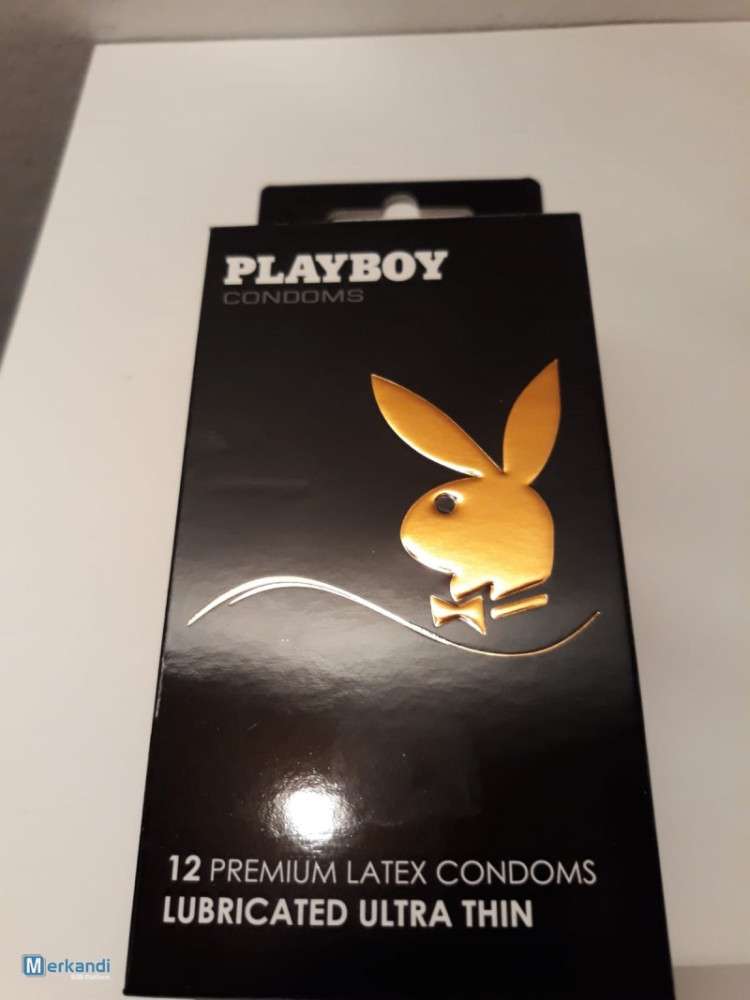 PLAYBOY
CONDOMS
12 PREMIUM LATEX CONDOMS
LUBRICATED ULTRA THIN
Merkandi